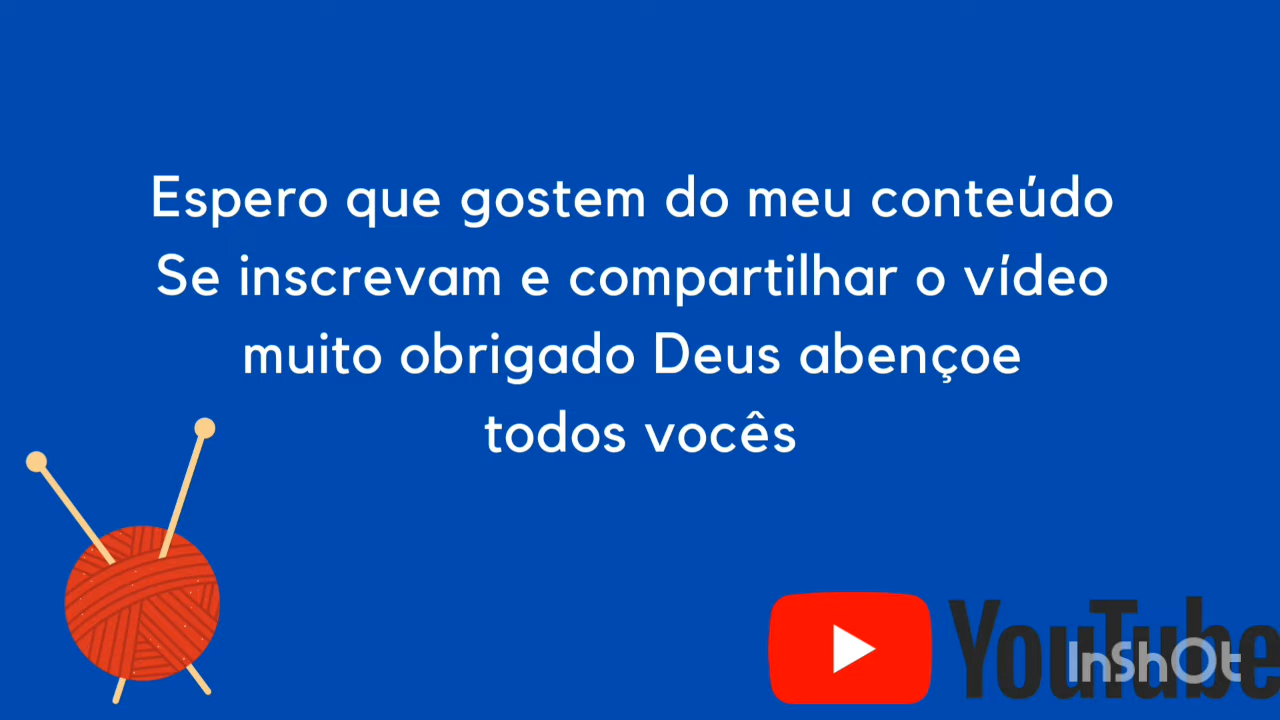 Espero que gostem do meu conteúdo
Se inscrevam e compartilhar o vídeo
muito obrigado Deus abençoe
todos vocês
YouTube
InShOt